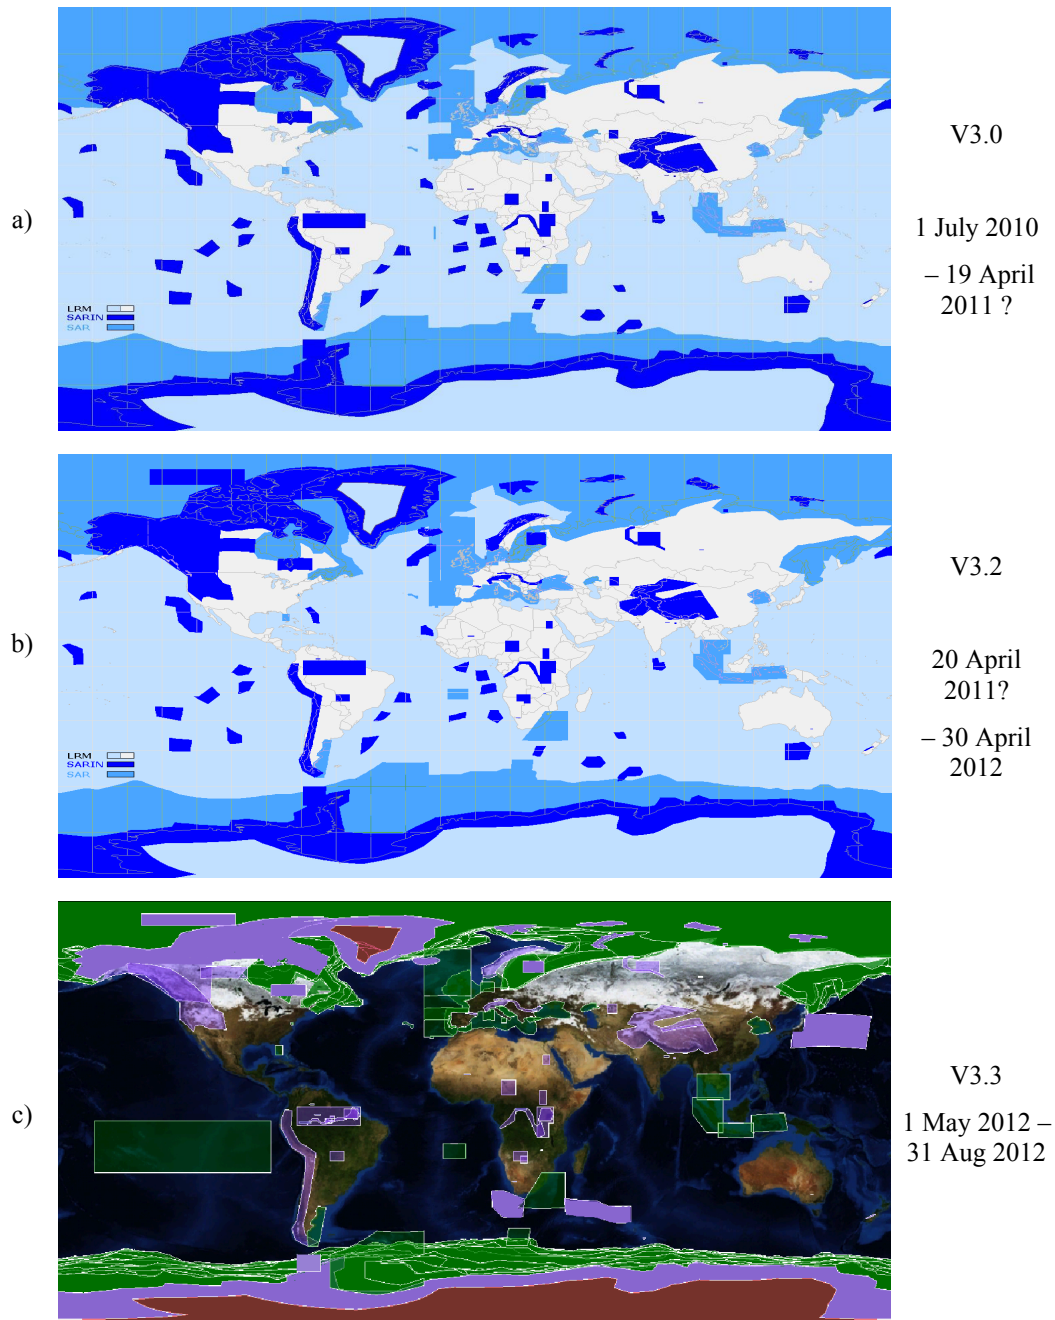 a)
V3.0
1 July 2010
– 19 April
2011 ?
LRM
SARIN
SAR
b)
V3.2
20 April
2011?
– 30 April
2012
LRM
SARIN
SAR
c)
V3.3
1 May 2012 –
31 Aug 2012